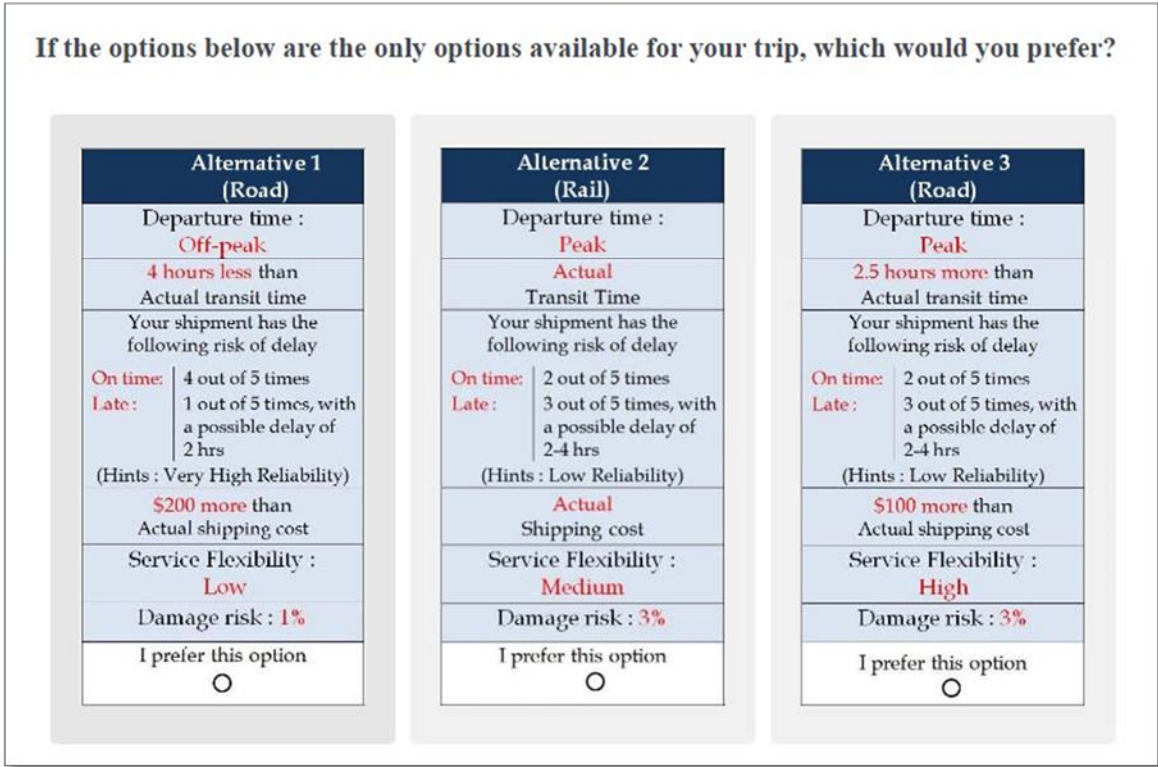 If the options below are the only options available for your trip, which would you prefer?
Alternative 1
(Road)
Departure time :
Off-peak
4 hours less than
Actual transit time
Your shipment has the
following risk of delay
On time: 4 out of 5 times
Late : 1 out of 5 times, with
a possible delay of
2 hrs
(Hints : Very High Reliability)
$200 more than
Actual shipping cost
Service Flexibility :
Low
Damage risk : 1%
I prefer this option
Alternative 2
(Rail)
Departure time :
Peak
Actual
Transit Time
Your shipment has the
following risk of delay
On time: 2 out of 5 times
Late : 3 out of 5 times, with
a possible delay of
2-4 hrs
(Hints : Low Reliability)
Actual
Shipping cost
Service Flexibility :
Medium
Damage risk : 3%
I prefer this option
Alternative 3
(Road)
Departure time :
Peak
2.5 hours more than
Actual transit time
Your shipment has the
following risk of delay
On time: 2 out of 5 times
Late : 3 out of 5 times, with
a possible delay of
2-4 hrs
(Hints : Low Reliability)
$100 more than
Actual shipping cost
Service Flexibility :
High
Damage risk : 3%
I prefer this option